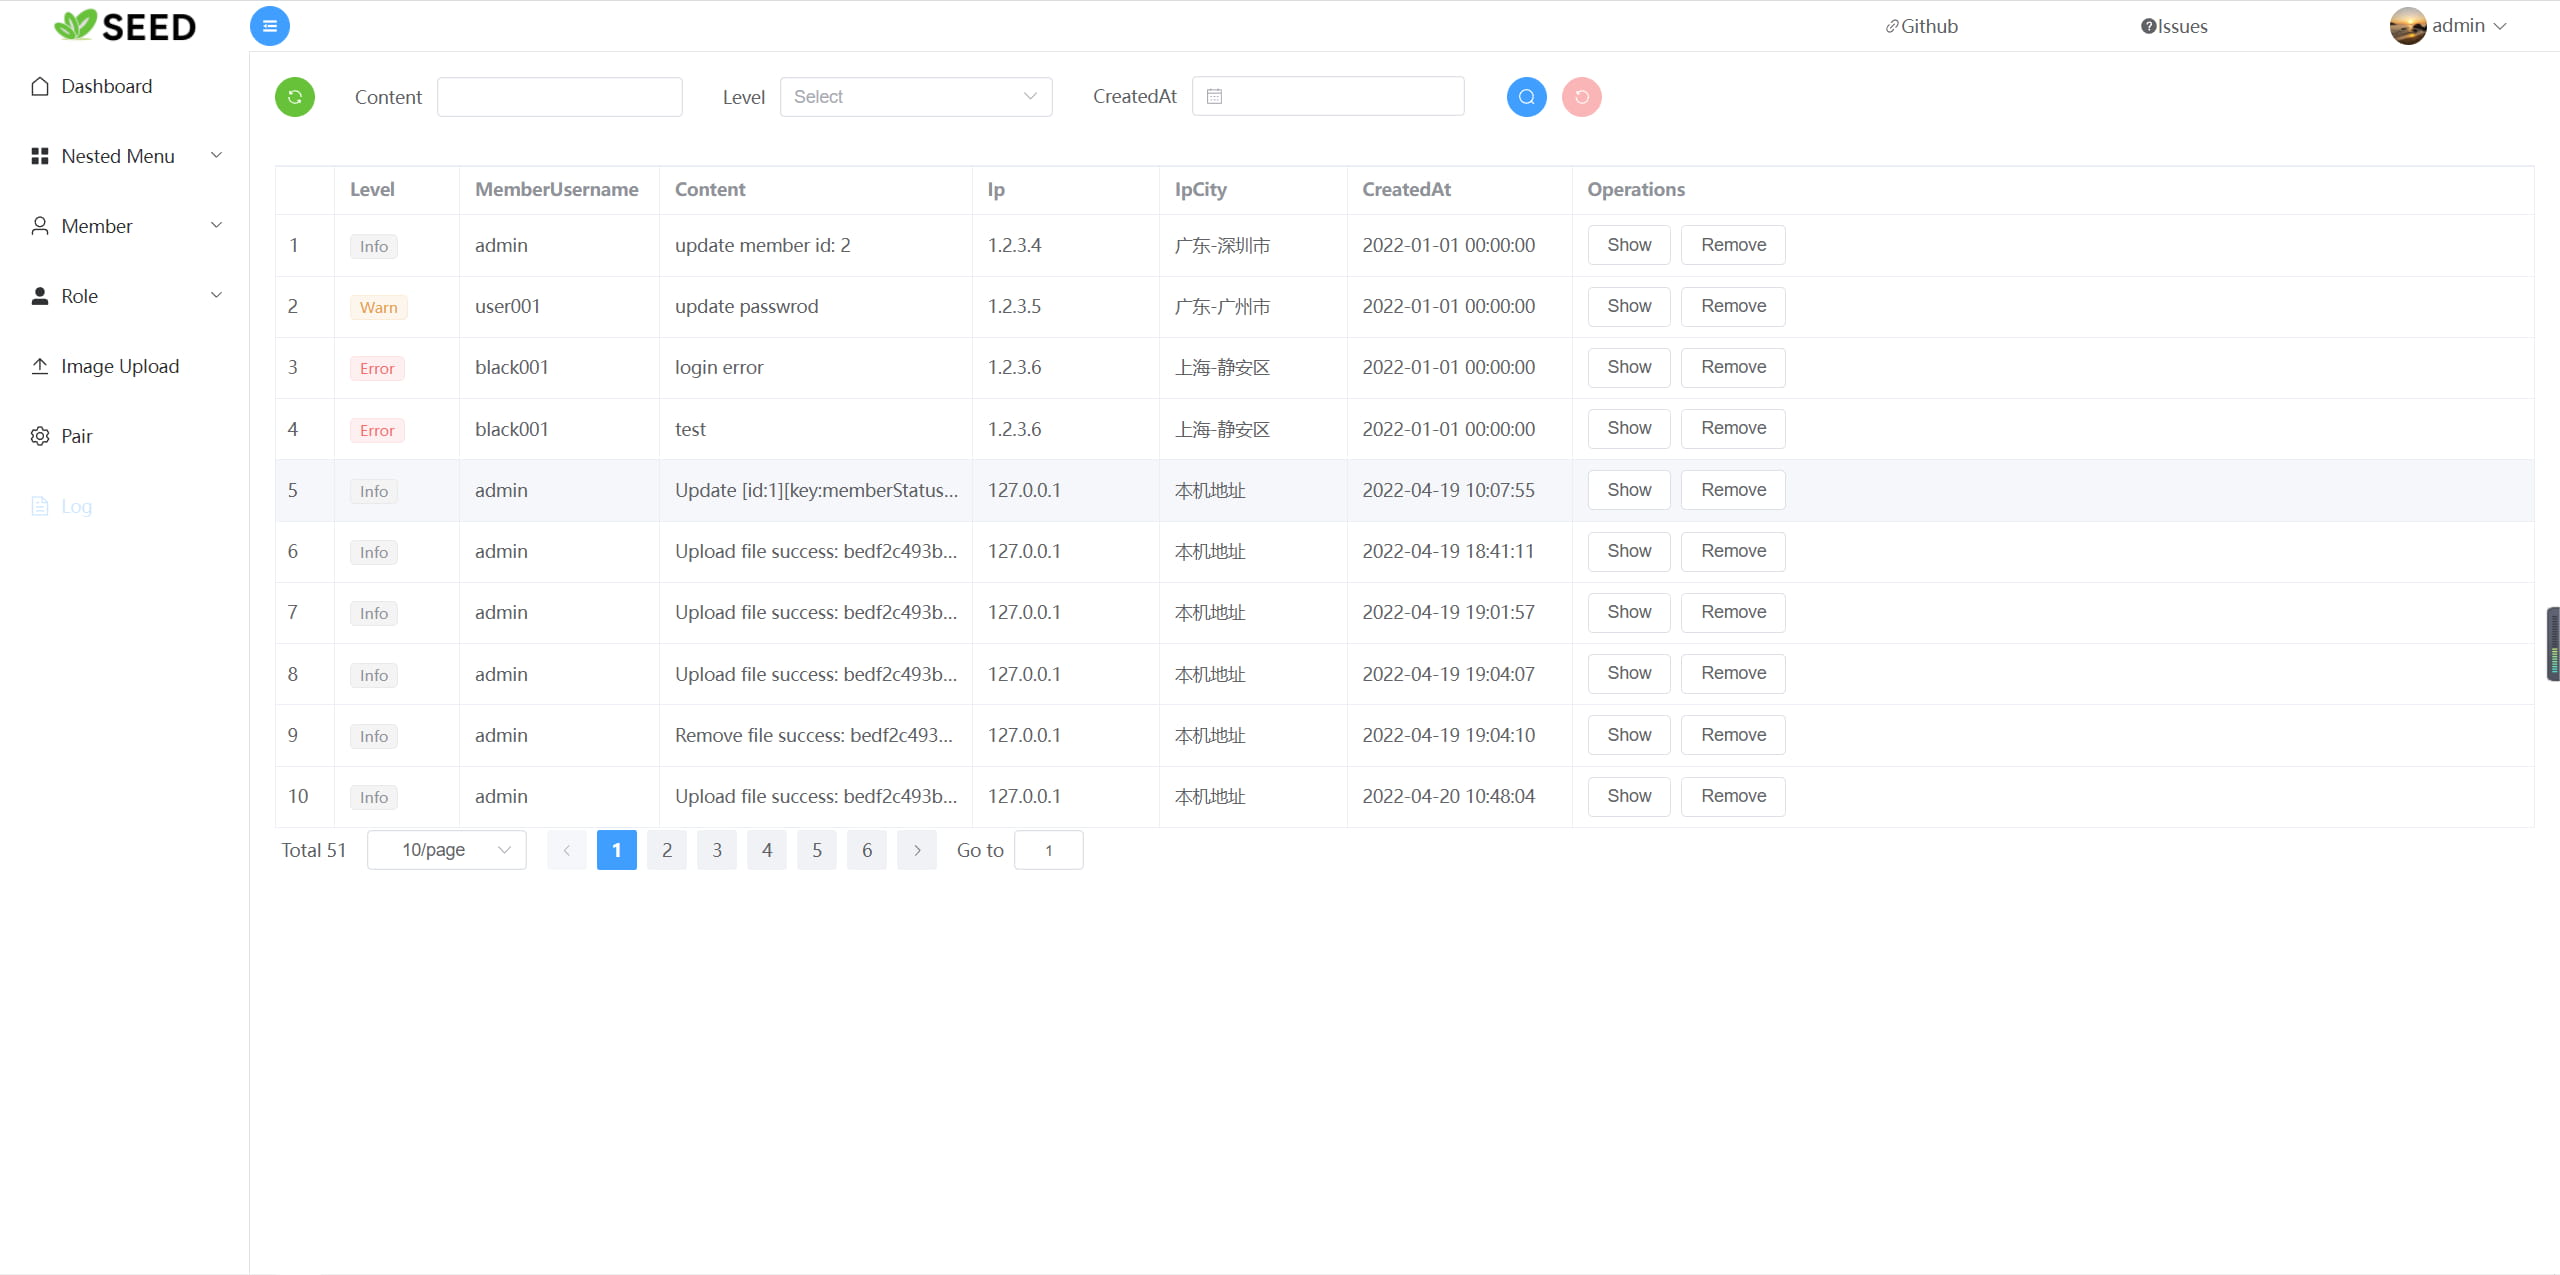 SEED
Github
Issues
admin
Dashboard
Nested Menu
Member
Role
Image Upload
Pair
Log
Content
Level Select
CreatedAt
Level MemberUsername Content Ip IpCity CreatedAt Operations
1 Info admin update member id: 2 1.2.3.4 广东-深圳市 2022-01-01 00:00:00 Show Remove
2 Warn user001 update passwrod 1.2.3.5 广东-广州市 2022-01-01 00:00:00 Show Remove
3 Error black001 login error 1.2.3.6 上海-静安区 2022-01-01 00:00:00 Show Remove
4 Error black001 test 1.2.3.6 上海-静安区 2022-01-01 00:00:00 Show Remove
5 Info admin Update [id:1][key:memberStatus... 127.0.0.1 本机地址 2022-04-19 10:07:55 Show Remove
6 Info admin Upload file success: bedf2c493b... 127.0.0.1 本机地址 2022-04-19 18:41:11 Show Remove
7 Info admin Upload file success: bedf2c493b... 127.0.0.1 本机地址 2022-04-19 19:01:57 Show Remove
8 Info admin Upload file success: bedf2c493b... 127.0.0.1 本机地址 2022-04-19 19:04:07 Show Remove
9 Info admin Remove file success: bedf2c493... 127.0.0.1 本机地址 2022-04-19 19:04:10 Show Remove
10 Info admin Upload file success: bedf2c493b... 127.0.0.1 本机地址 2022-04-20 10:48:04 Show Remove
Total 51 10/page 1 2 3 4 5 6 Go to 1